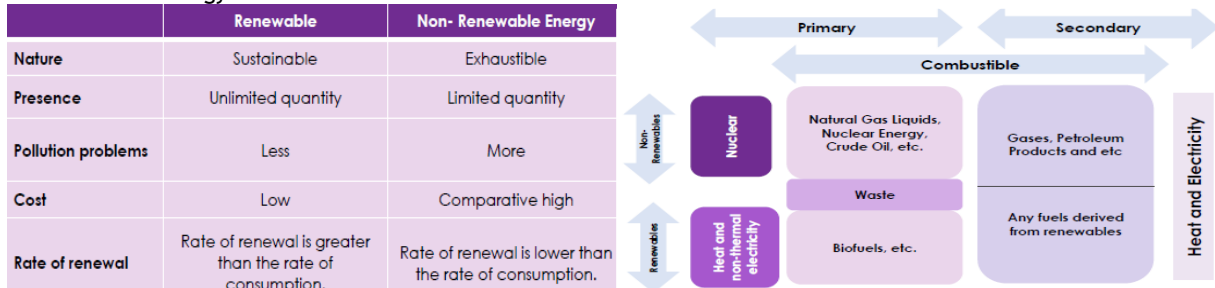 Renewable
Non- Renewable Energy
Nature
Sustainable
Exhaustible
Presence
Unlimited quantity
Limited quantity
Pollution problems
Less
More
Cost
Low
Comparative high
Rate of renewal
Rate of renewal is greater
than the rate of
consumption.
Rate of renewal is lower than
the rate of consumption.
Primary
Secondary
Combustible
Non-
Renewables
Nuclear
Natural Gas Liquids,
Nuclear Energy,
Crude Oil, etc.
Gases, Petroleum
Products and etc
Waste
Renewables
Heat and
non-thermal
electricity
Biofuels, etc.
Any fuels derived
from renewables
Heat and Electricity